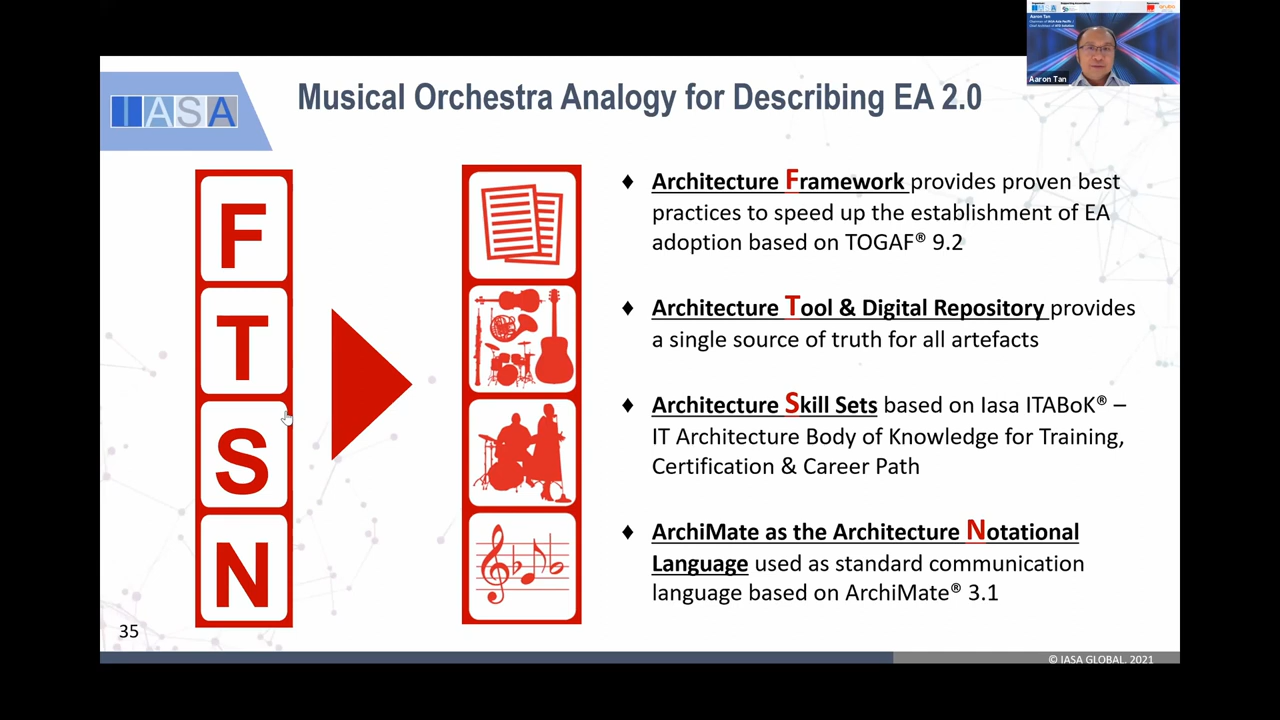 Aaron Tan
Aaron Tan
IASA
Musical Orchestra Analogy for Describing EA 2.0
F
T
S
N
♦ Architecture Framework provides proven best
practices to speed up the establishment of EA
adoption based on TOGAF® 9.2
♦ Architecture Tool & Digital Repository provides
a single source of truth for all artefacts
♦ Architecture Skill Sets based on Iasa ITABoK® –
IT Architecture Body of Knowledge for Training,
Certification & Career Path
♦ ArchiMate as the Architecture Notational
Language used as standard communication
language based on ArchiMate® 3.1
35
© IASA GLOBAL, 2021